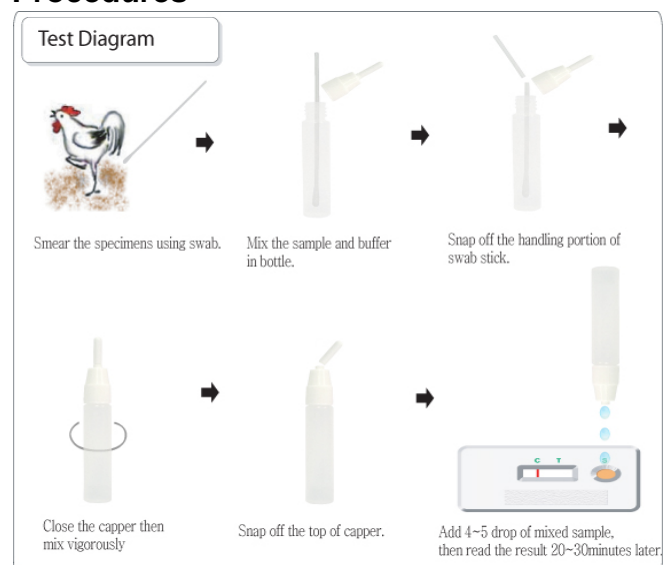 Procedures
Test Diagram
Smear the specimens using swab.
Mix the sample and buffer
in bottle.
Snap off the handling portion of
swab stick.
Close the capper then
mix vigorously
Snap off the top of capper.
C T
S
Add 4~5 drop of mixed sample,
then read the result 20~30minutes later.